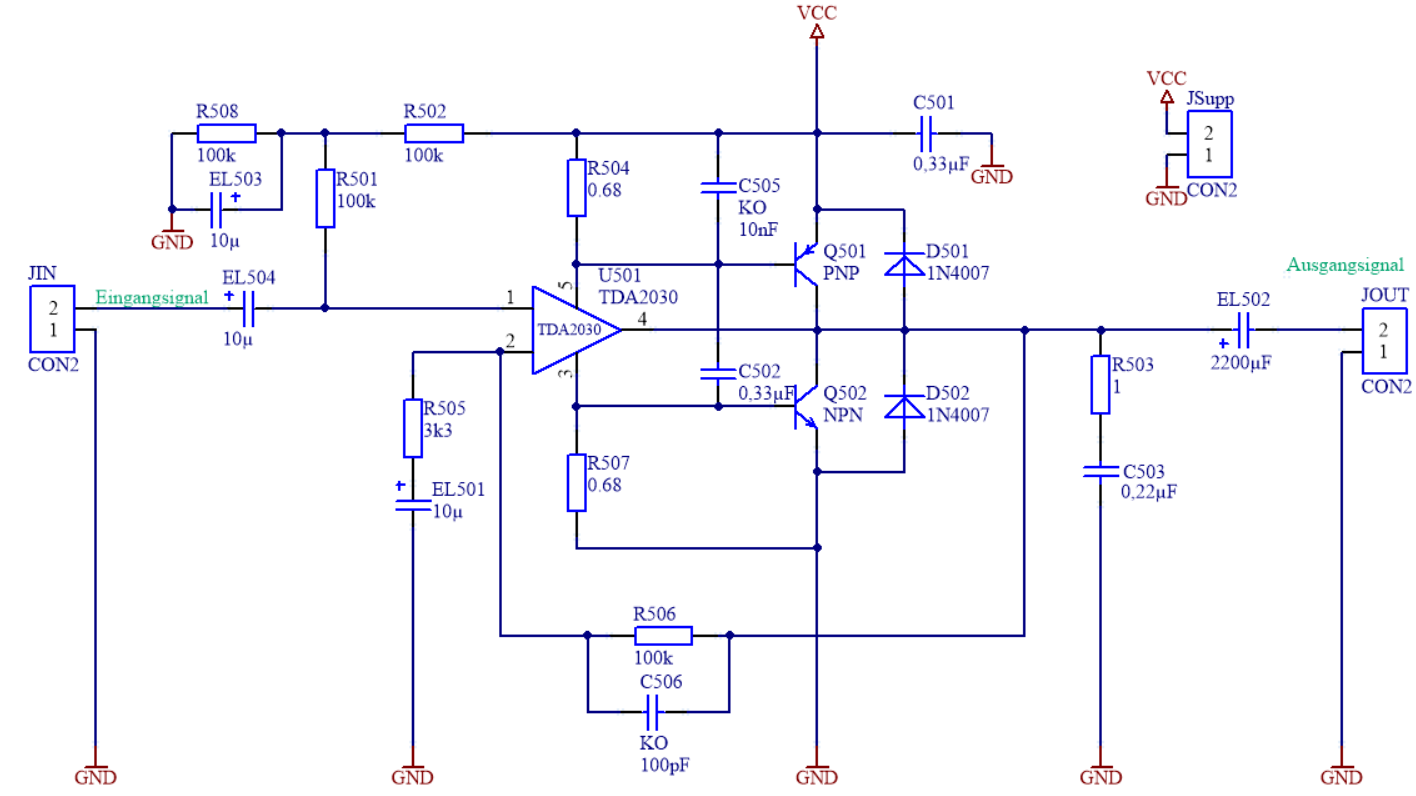 VCC
R508
100k
EL503
+
10µ
GND
R502
100k
R501
100k
R504
0.68
C505
KO
10nF
C501
0,33µF
GND
VCC
JSupp
2
1
GND
CON2
JIN
2
1
CON2
Eingangsignal
EL504
+
10µ
1
2
5
3
4
U501
TDA2030
TDA2030
Q501
PNP
D501
1N4007
C502
0,33µF
Q502
NPN
D502
1N4007
Ausgangsignal
EL502
+
2200µF
JOUT
2
1
CON2
R505
3k3
+
EL501
10µ
R507
0.68
R503
1
C503
0,22µF
R506
100k
C506
KO
100pF
GND
GND
GND
GND
GND